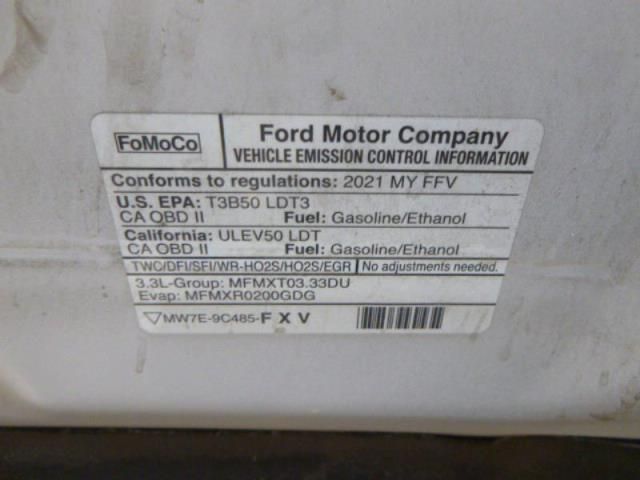 FoMoCo
Ford Motor Company
VEHICLE EMISSION CONTROL INFORMATION
Conforms to regulations: 2021 MY FFV
U.S. EPA: T3B50 LDT3
CA OBD II Fuel: Gasoline/Ethanol
California: ULEV50 LDT
CA OBD II Fuel: Gasoline/Ethanol
TWC/DFI/SFI/WR-HO2S/HO2S/EGR No adjustments needed.
3.3L-Group: MFMXT03.33DU
Evap: MFMXR0200GDG
MW7E-9C485-F X V